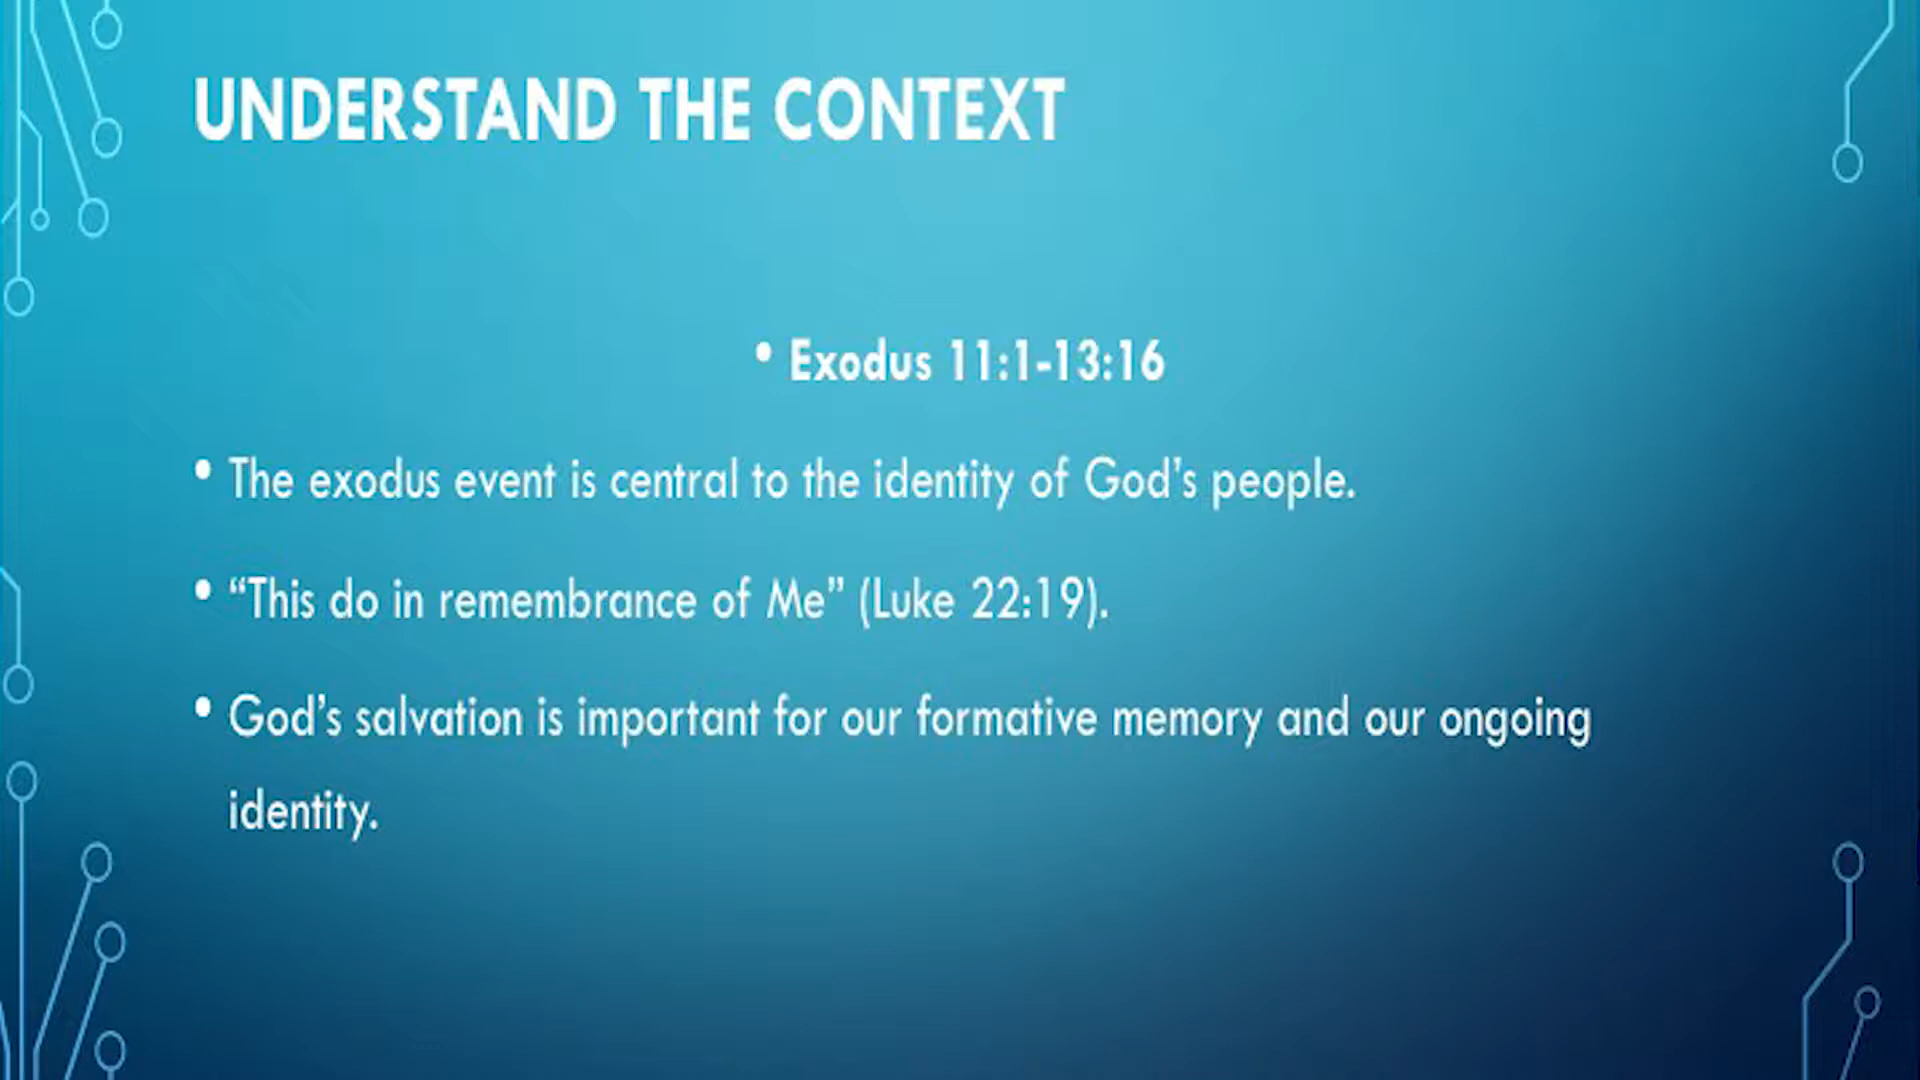 UNDERSTAND THE CONTEXT
• Exodus 11:1-13:16
• The exodus event is central to the identity of God’s people.
• “This do in remembrance of Me” (Luke 22:19).
• God’s salvation is important for our formative memory and our ongoing
identity.